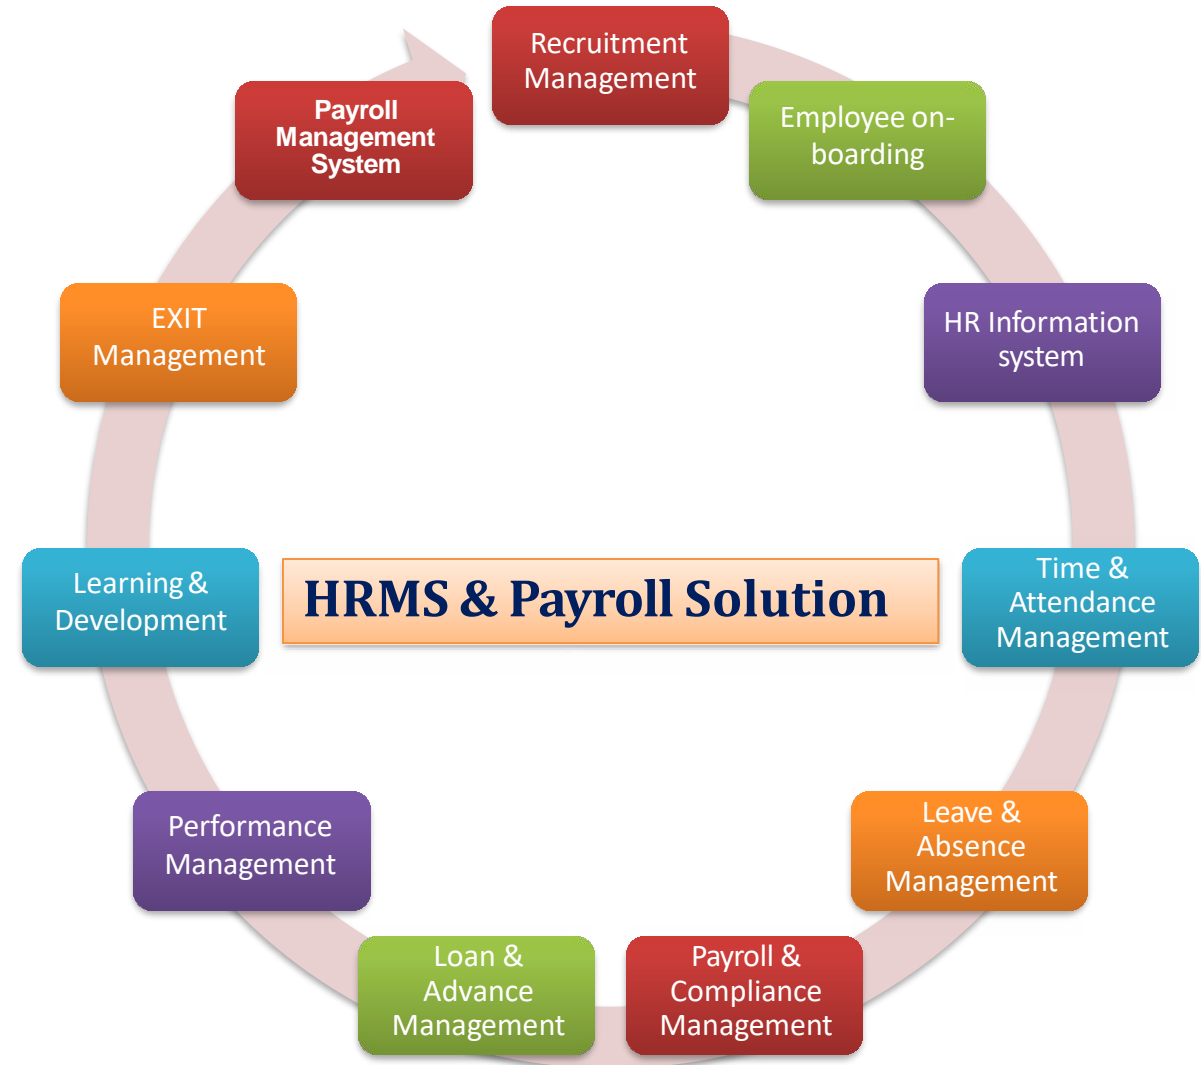 Recruitment
Management
Employee on-
boarding
HR Information
system
Time &
Attendance
Management
Leave &
Absence
Management
Payroll &
Compliance
Management
Loan &
Advance
Management
Performance
Management
Learning &
Development
EXIT
Management
Payroll
Management
System
HRMS & Payroll Solution